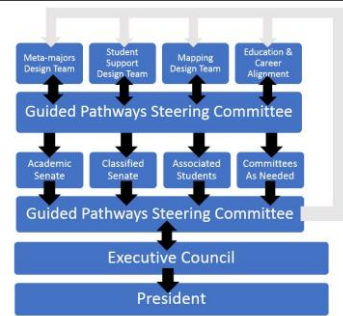 Meta-majors
Design Team
Student
Support
Design Team
Mapping
Design Team
Education &
Career
Alignment
Guided Pathways Steering Committee
Academic
Senate
Classified
Senate
Associated
Students
Committees
As Needed
Guided Pathways Steering Committee
Executive Council
President